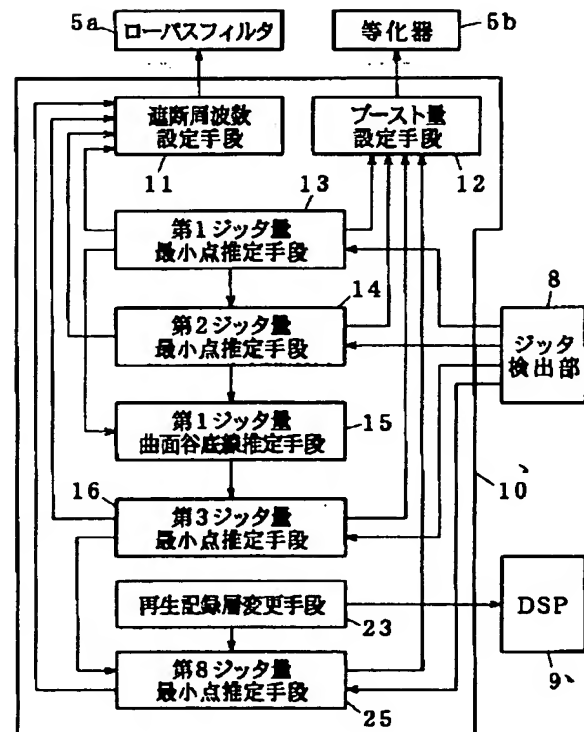 5a
ローパスフィルタ
等化器
5b
遮断周波数
設定手段
11
ブースト量
設定手段
12
13
第1ジッタ量
最小点推定手段
14
第2ジッタ量
最小点推定手段
8
ジッタ
検出部
第1ジッタ量
曲面谷底線推定手段
15
16
第3ジッタ量
最小点推定手段
10
再生記録層変更手段
23
DSP
9
第8ジッタ量
最小点推定手段
25